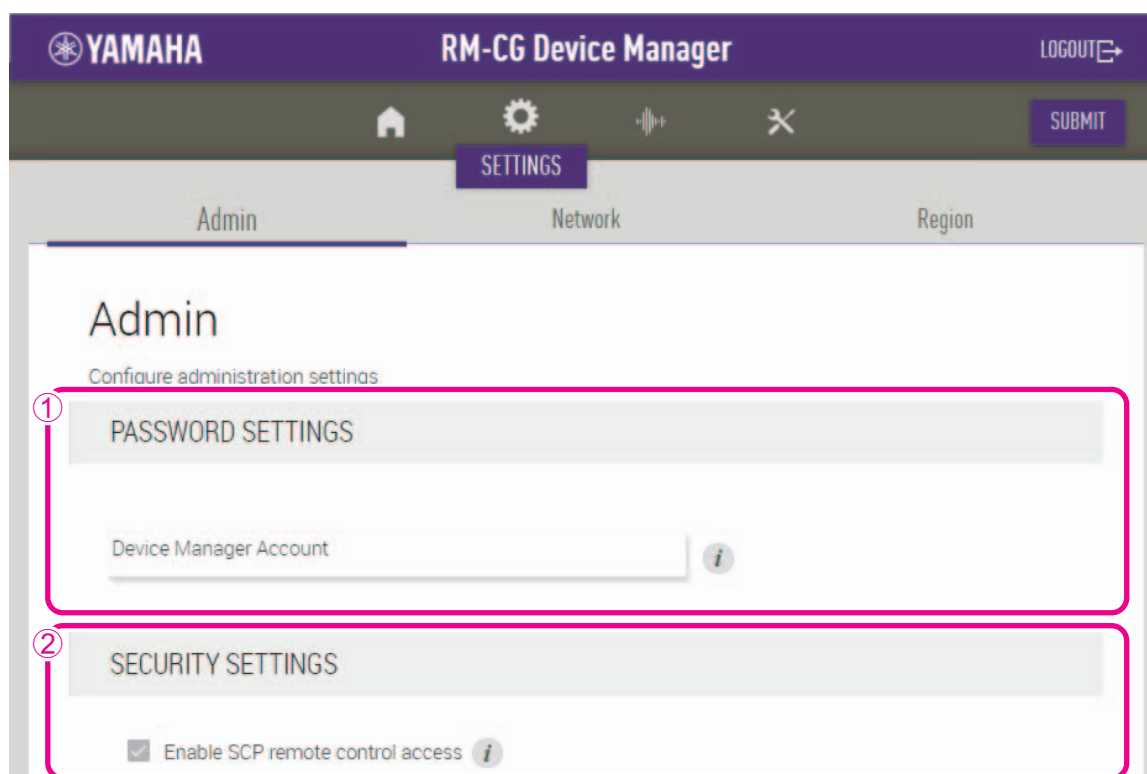 YAMAHA RM-CG Device Manager LOGOUT
SUBMIT
SETTINGS
Admin Network Region
Admin
Configure administration settings
1
PASSWORD SETTINGS
Device Manager Account i
2
SECURITY SETTINGS
Enable SCP remote control access i